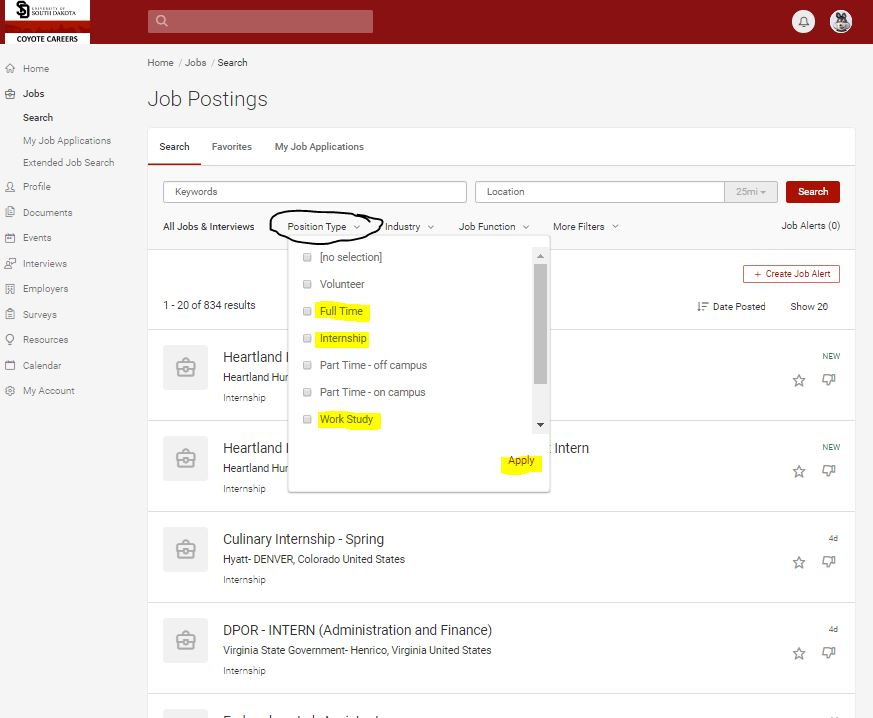 UNIVERSITY OF
SOUTH DAKOTA
COYOTE CAREERS
Home
Jobs
Search
My Job Applications
Extended Job Search
Profile
Documents
Events
Interviews
Employers
Surveys
Resources
Calendar
My Account
Home / Jobs / Search
Job Postings
Search Favorites My Job Applications
Keywords Location 25mi Search
All Jobs & Interviews Position Type Industry Job Function More Filters Job Alerts (0)
[no selection]
Volunteer
Full Time
Internship
Part Time - off campus
Part Time - on campus
Work Study
Apply
+ Create Job Alert
1 - 20 of 834 results Date Posted Show 20
Heartland NEW
Heartland
Internship
Heartland Intern NEW
Heartland
Internship
Culinary Internship - Spring 4d
Hyatt- DENVER, Colorado United States
Internship
DPOR - INTERN (Administration and Finance) 4d
Virginia State Government- Henrico, Virginia United States
Internship